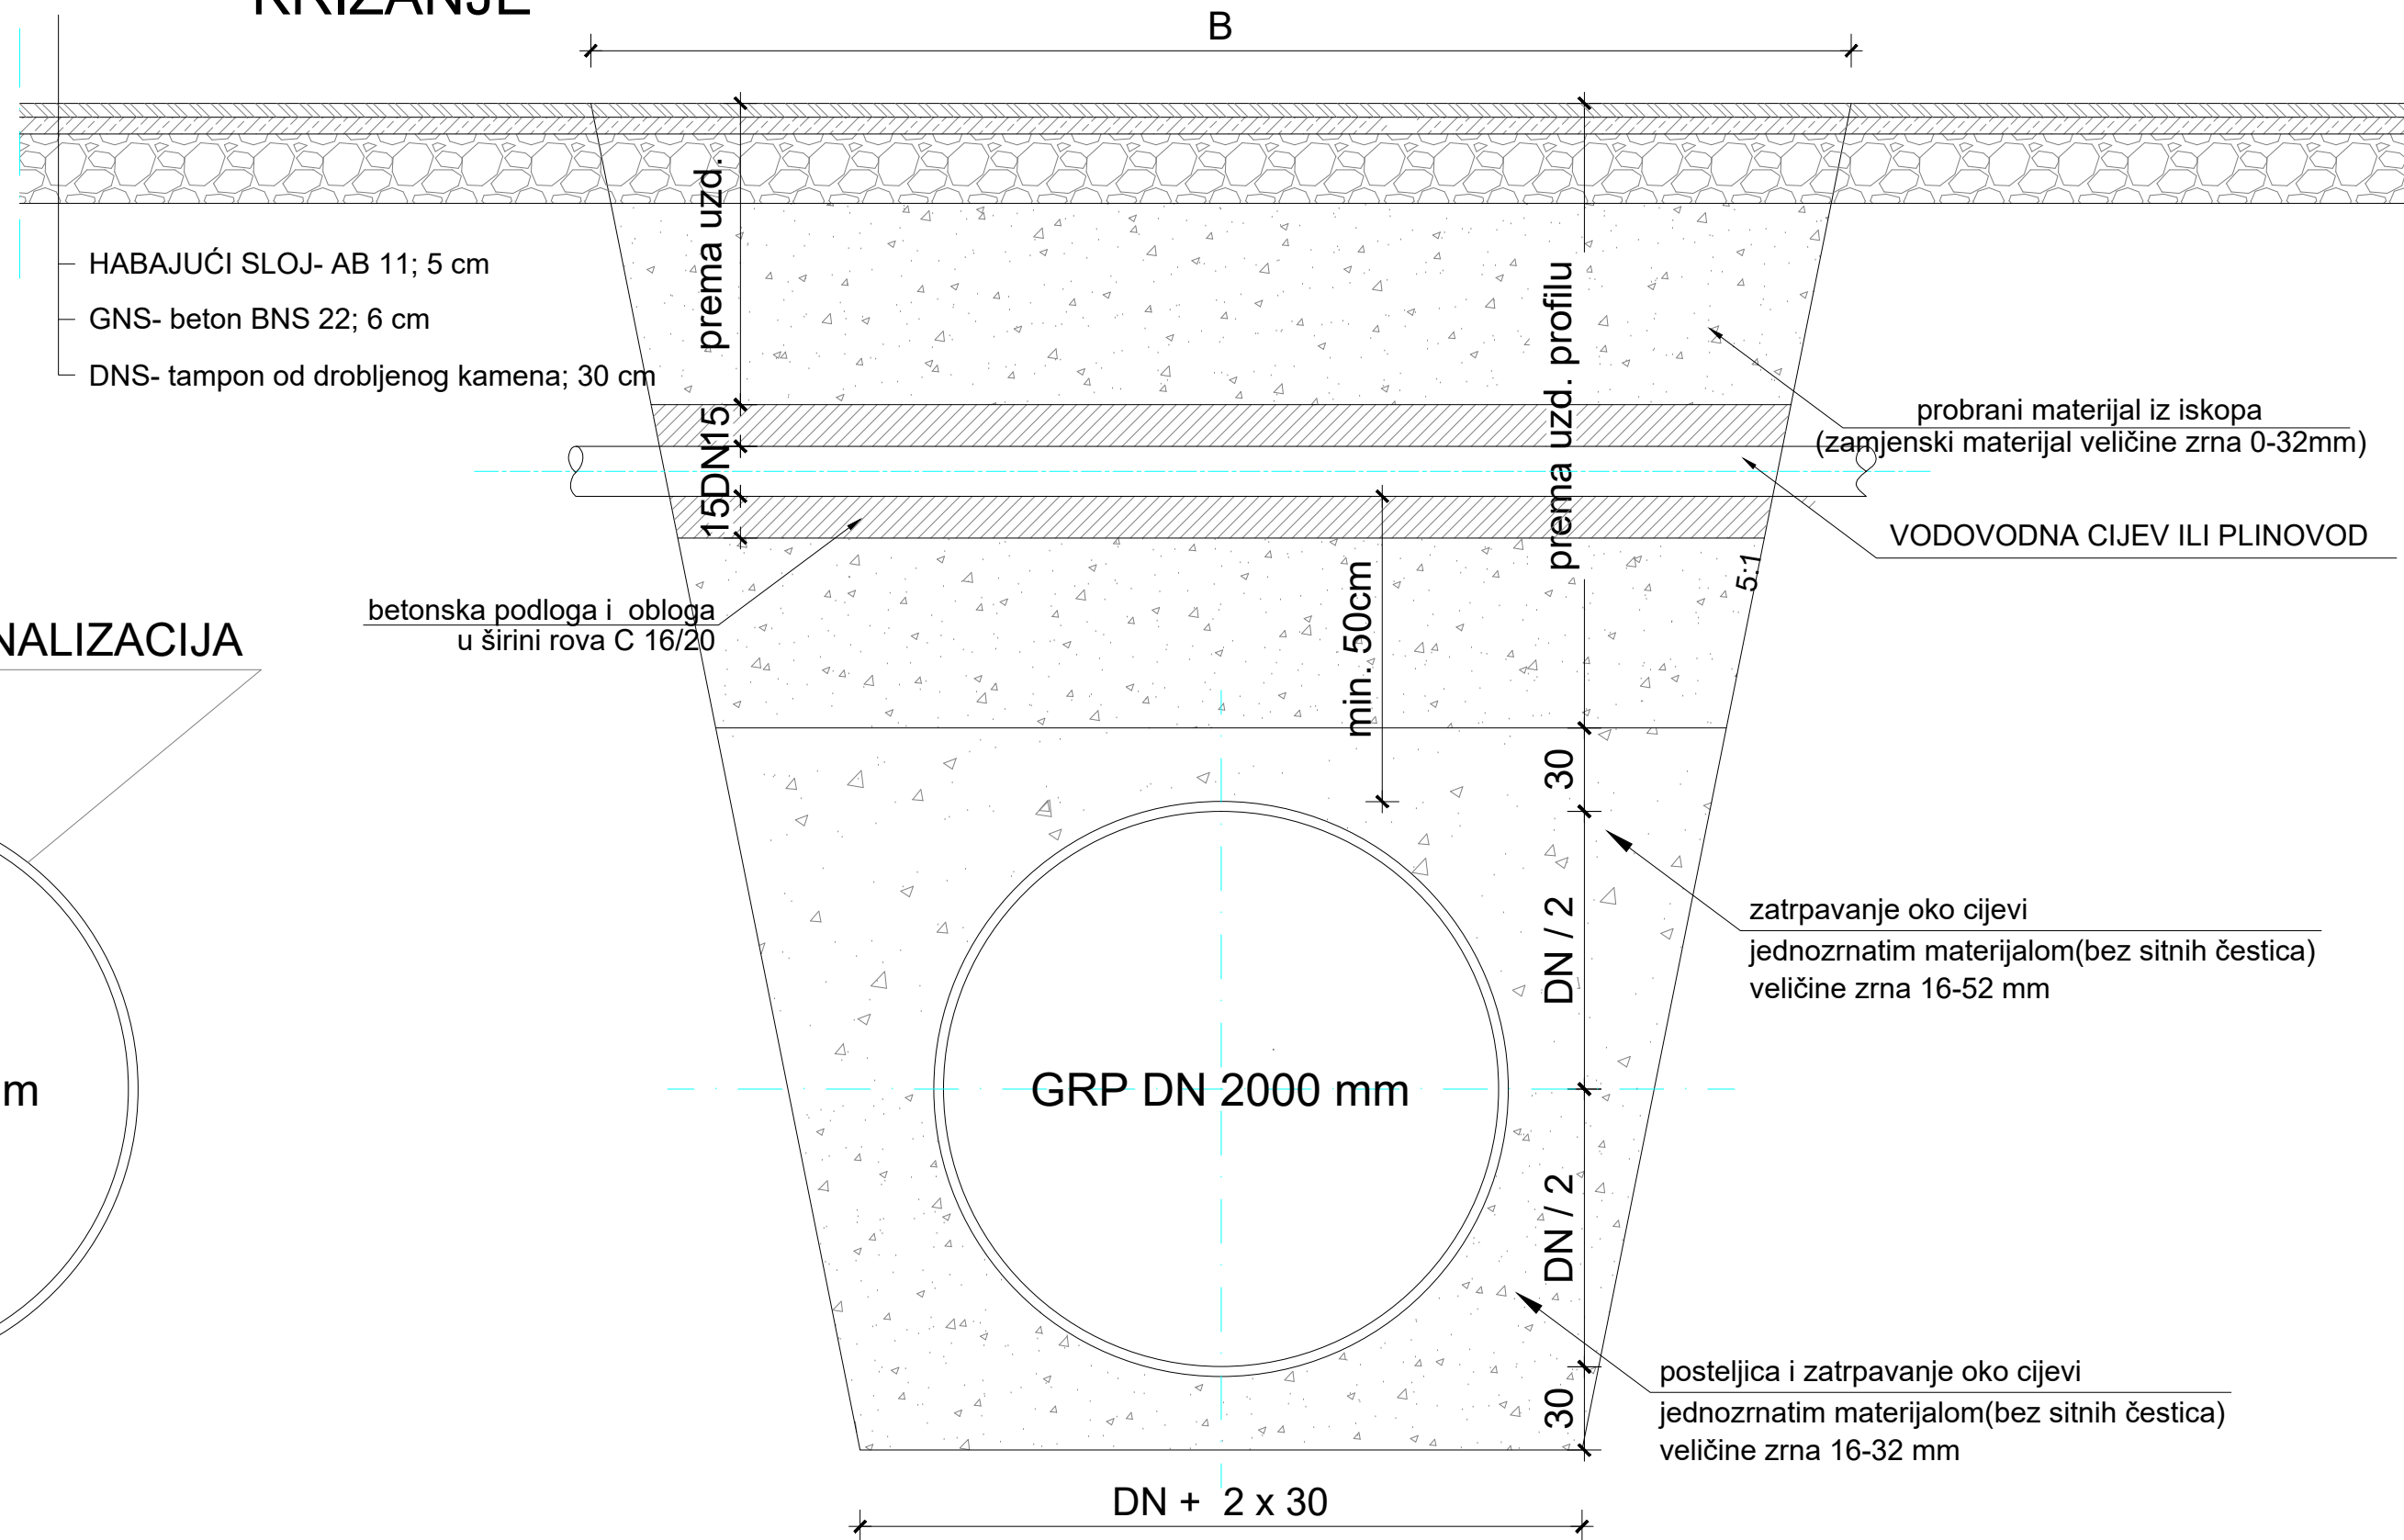 KRIŽANJE
B
HABAJUĆI SLOJ- AB 11; 5 cm
GNS- beton BNS 22; 6 cm
DNS- tampon od drobljenog kamena; 30 cm
prema uzd.
15
DN
15
prema uzd. profilu
probrani materijal iz iskopa
(zamjenski materijal veličine zrna 0-32mm)
VODOVODNA CIJEV ILI PLINOVOD
5:1
betonska podloga i obloga
u širini rova C 16/20
min. 50cm
NALIZACIJA
30
DN / 2
zatrpavanje oko cijevi
jednozrnatim materijalom(bez sitnih čestica)
veličine zrna 16-52 mm
m
GRP DN 2000 mm
DN / 2
30
posteljica i zatrpavanje oko cijevi
jednozrnatim materijalom(bez sitnih čestica)
veličine zrna 16-32 mm
DN + 2 x 30